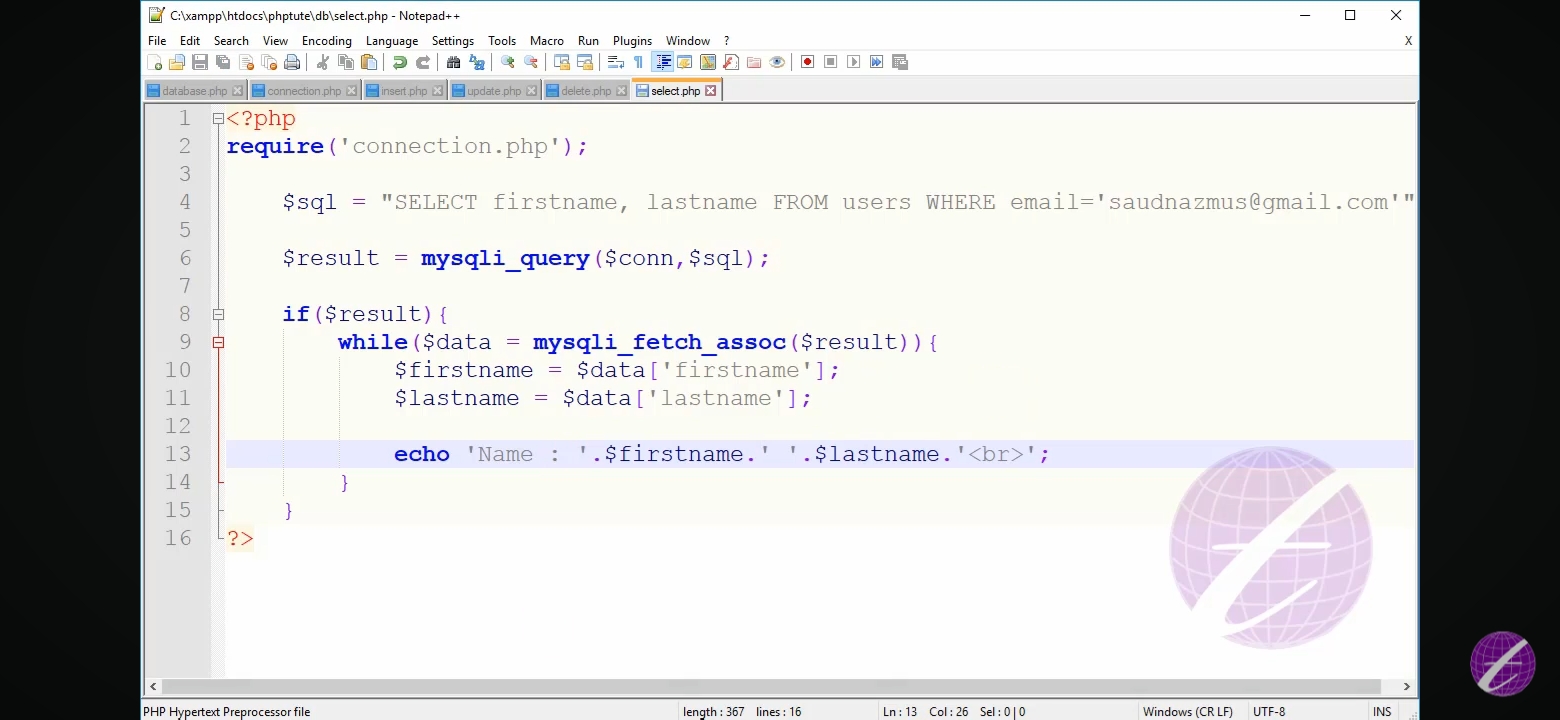 C:\xampp\htdocs\phptute\db\select.php - Notepad++
File Edit Search View Encoding Language Settings Tools Macro Run Plugins Window ? X
database.php connection.php insert.php update.php delete.php select.php
1 <?php
2 require('connection.php');
3
4 $sql = "SELECT firstname, lastname FROM users WHERE email='saudnazmus@gmail.com'"
5
6 $result = mysqli_query($conn,$sql);
7
8 if($result){
9 while($data = mysqli_fetch_assoc($result)){
10 $firstname = $data['firstname'];
11 $lastname = $data['lastname'];
12
13 echo 'Name : '.$firstname.' '.$lastname.'<br>';
14 }
15 }
16 ?>
PHP Hypertext Preprocessor file length : 367 lines : 16 Ln : 13 Col : 26 Sel : 0 | 0 Windows (CR LF) UTF-8 INS